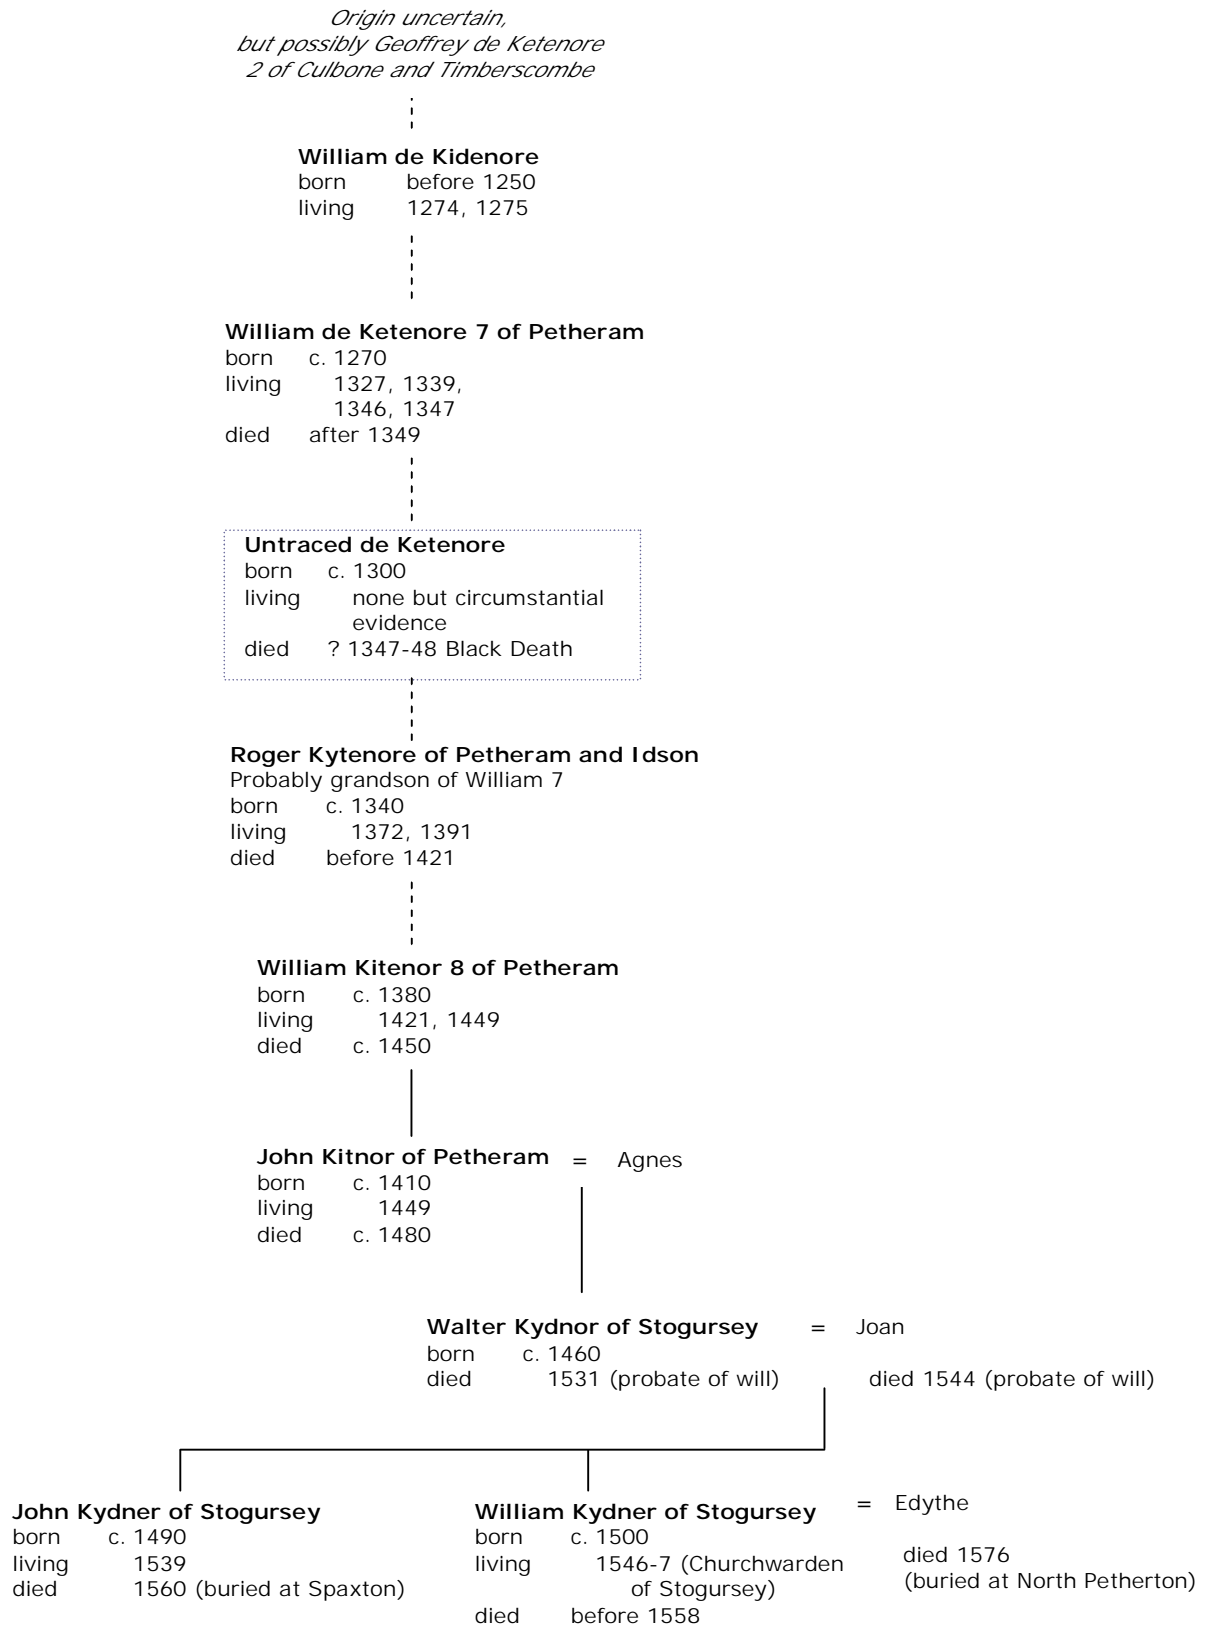 Origin uncertain,
but possibly Geoffrey de Ketenore
2 of Culbone and Timberscombe
William de Kidenore
born before 1250
living 1274, 1275
William de Ketenore 7 of Petheram
born c. 1270
living 1327, 1339,
1346, 1347
died after 1349
Untraced de Ketenore
born c. 1300
living none but circumstantial
evidence
died ? 1347-48 Black Death
Roger Kytenore of Petheram and Idson
Probably grandson of William 7
born c. 1340
living 1372, 1391
died before 1421
William Kitenor 8 of Petheram
born c. 1380
living 1421, 1449
died c. 1450
John Kitnor of Petheram = Agnes
born c. 1410
living 1449
died c. 1480
Walter Kydnor of Stogursey = Joan
born c. 1460
died 1531 (probate of will) died 1544 (probate of will)
John Kydner of Stogursey
born c. 1490
living 1539
died 1560 (buried at Spaxton)
William Kydner of Stogursey = Edythe
born c. 1500
living 1546-7 (Churchwarden
of Stogursey)
died before 1558
died 1576
(buried at North Petherton)